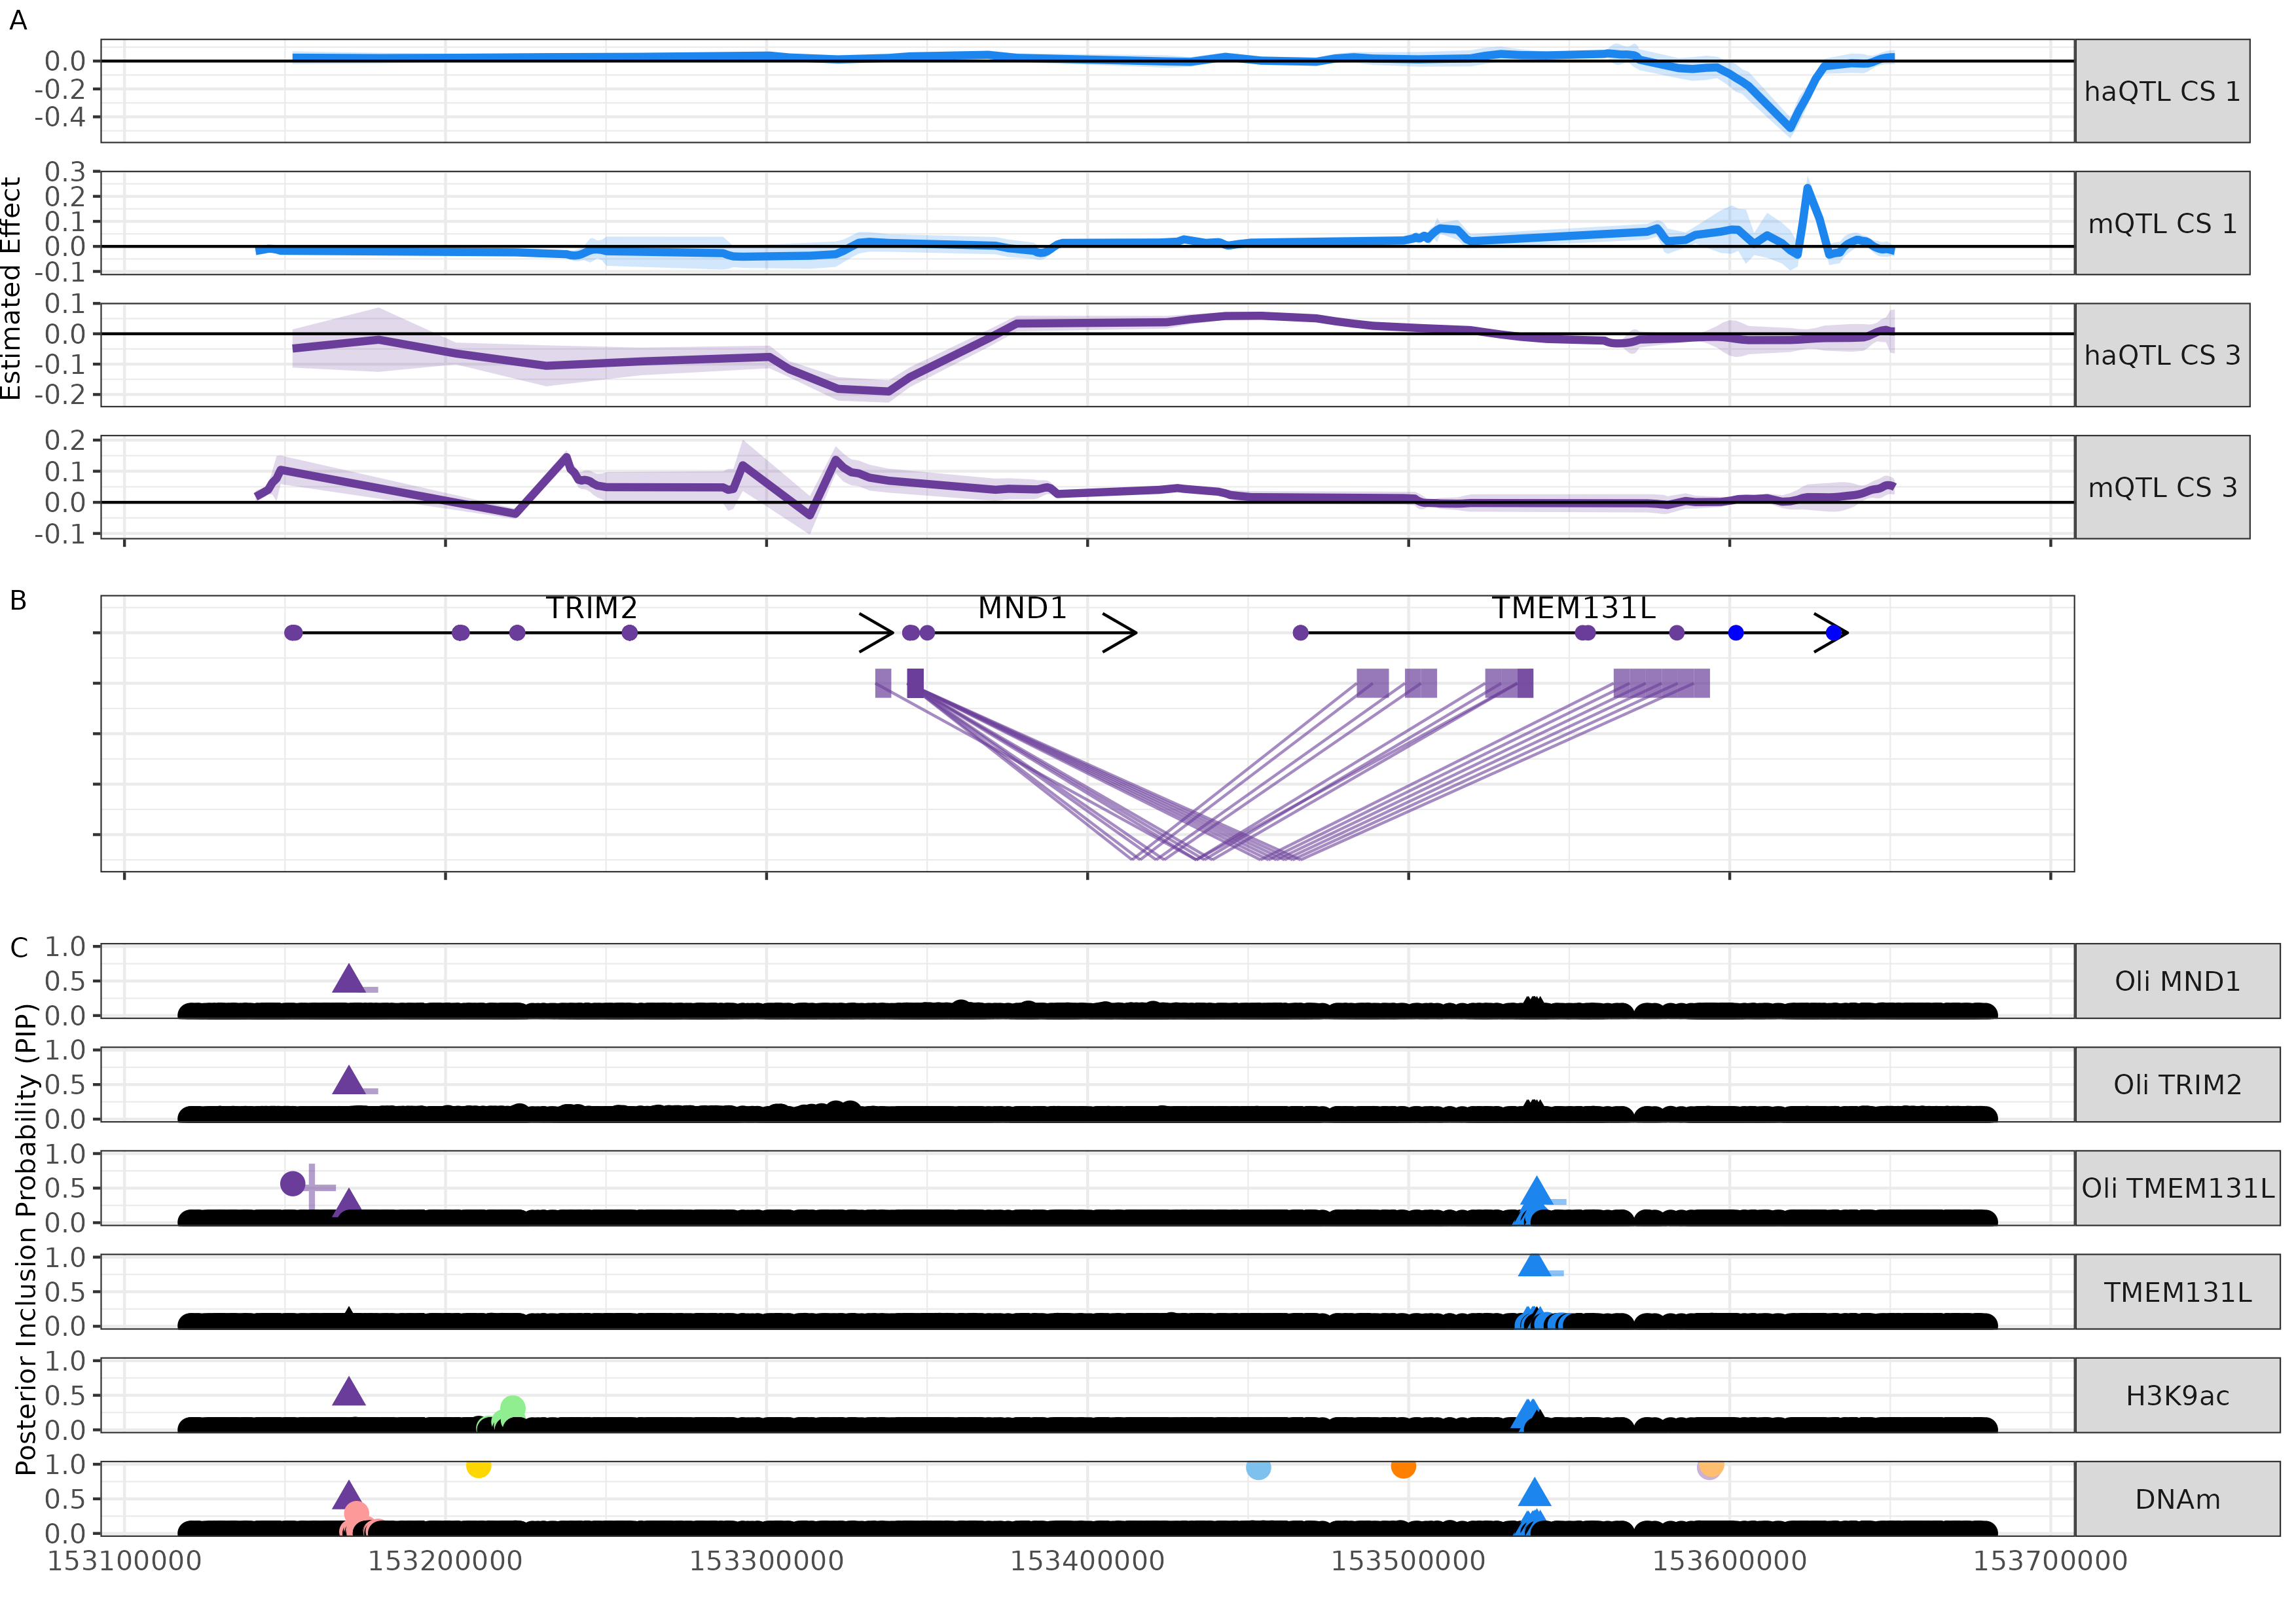 A
0.0
-0.2
-0.4
haQTL CS 1
0.3
0.2
0.1
0.0
-0.1
mQTL CS 1
Estimated Effect
0.1
0.0
-0.1
-0.2
haQTL CS 3
0.2
0.1
0.0
-0.1
mQTL CS 3
B
TRIM2
MND1
TMEM131L
C
1.0
0.5
0.0
Oli MND1
1.0
0.5
0.0
Oli TRIM2
Posterior Inclusion Probability (PIP)
1.0
0.5
0.0
Oli TMEM131L
1.0
0.5
0.0
TMEM131L
1.0
0.5
0.0
H3K9ac
1.0
0.5
0.0
DNAm
153100000 153200000 153300000 153400000 153500000 153600000 153700000